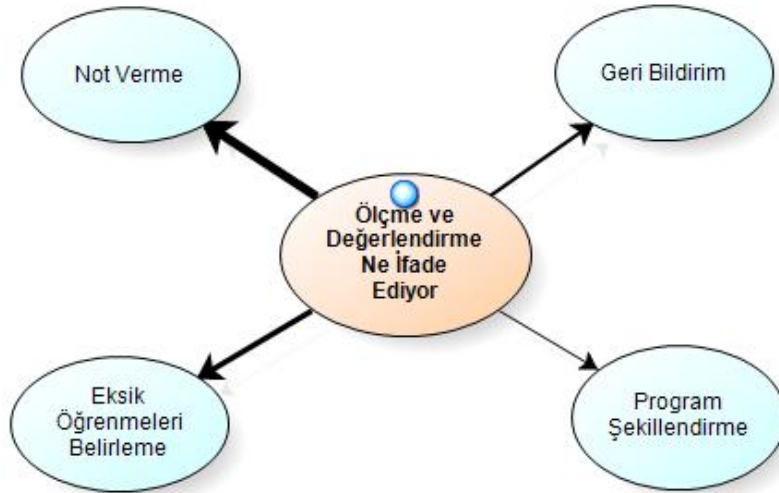 Not Verme
Geri Bildirim
Ölçme ve
Değerlendirme
Ne İfade
Ediyor
Eksik
Öğrenmeleri
Belirleme
Program
Şekillendirme